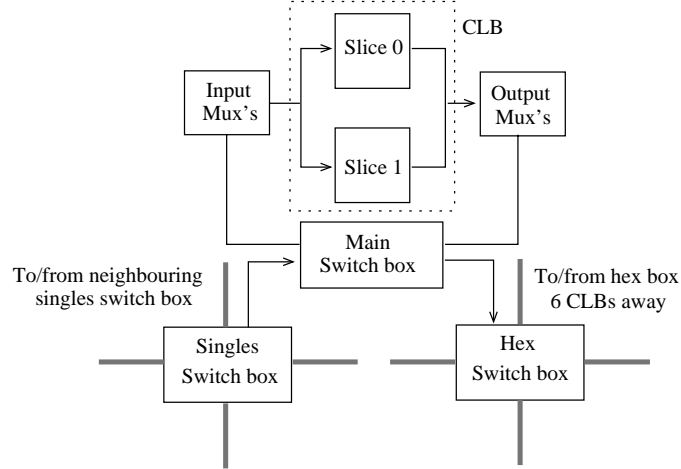 CLB
Slice 0
Input
Mux's
Output
Mux's
Slice 1
Main
Switch box
To/from neighbouring
singles switch box
To/from hex box
6 CLBs away
Singles
Switch box
Hex
Switch box